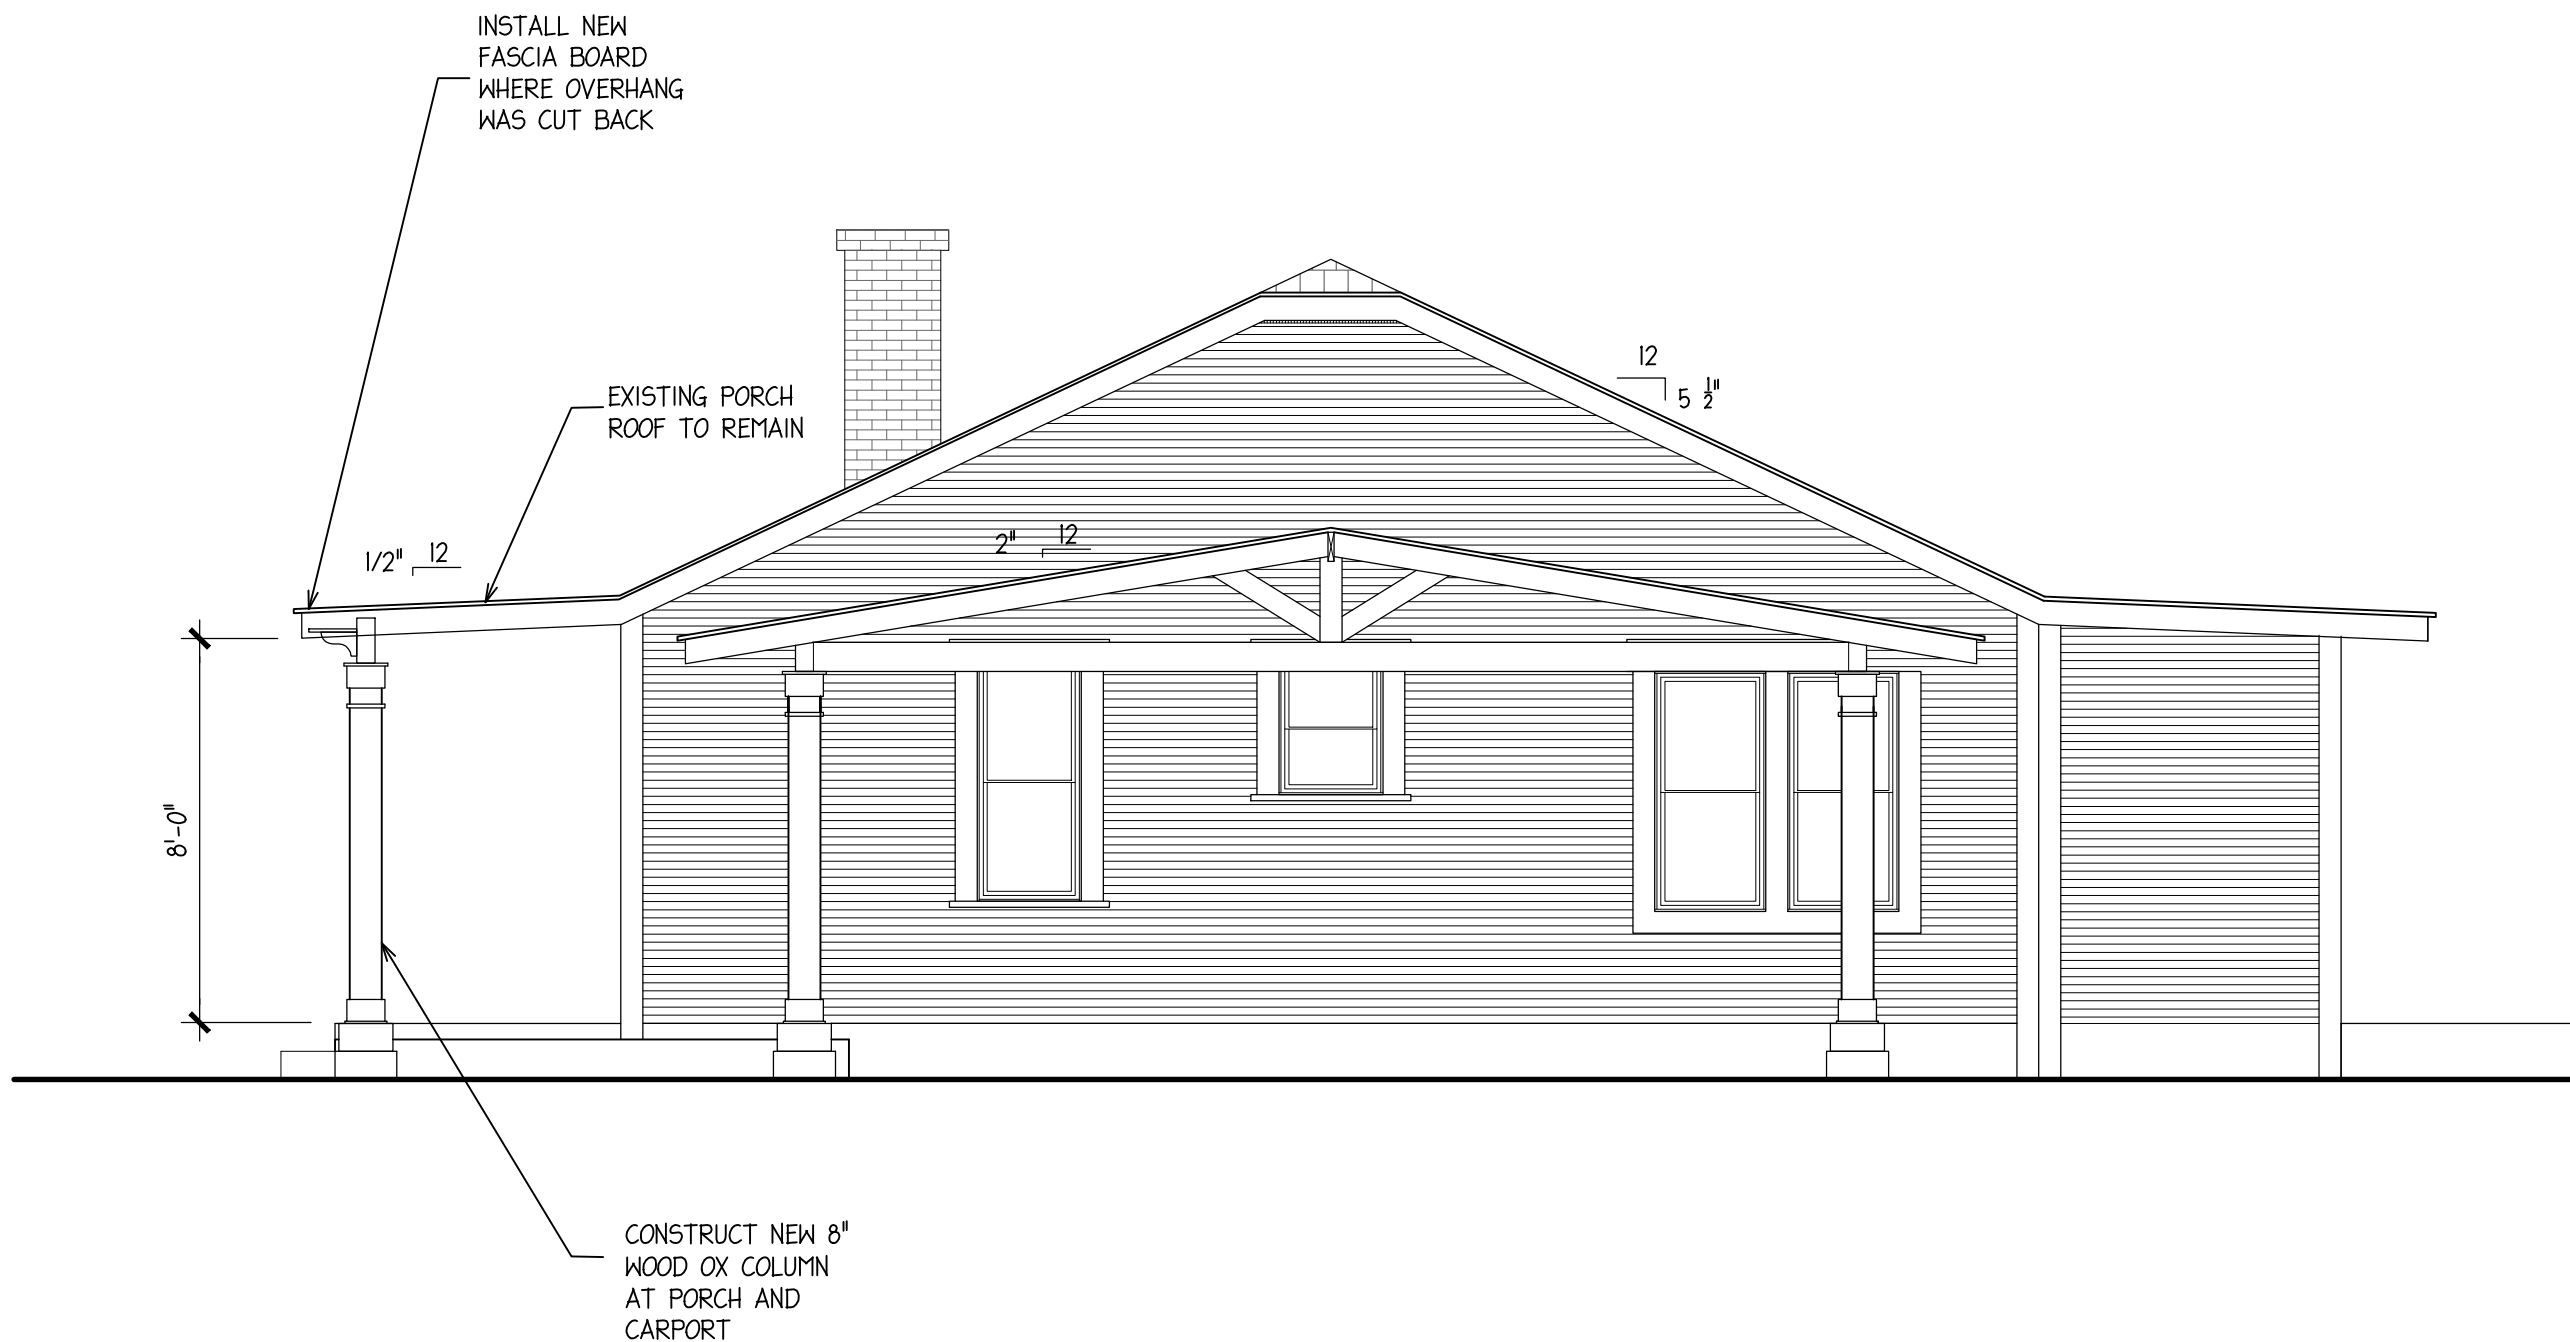 INSTALL NEW
FASCIA BOARD
WHERE OVERHANG
WAS CUT BACK
12
5 1/2"
EXISTING PORCH
ROOF TO REMAIN
2" 12
1/2" 12
8'-0"
CONSTRUCT NEW 8"
WOOD OX COLUMN
AT PORCH AND
CARPORT